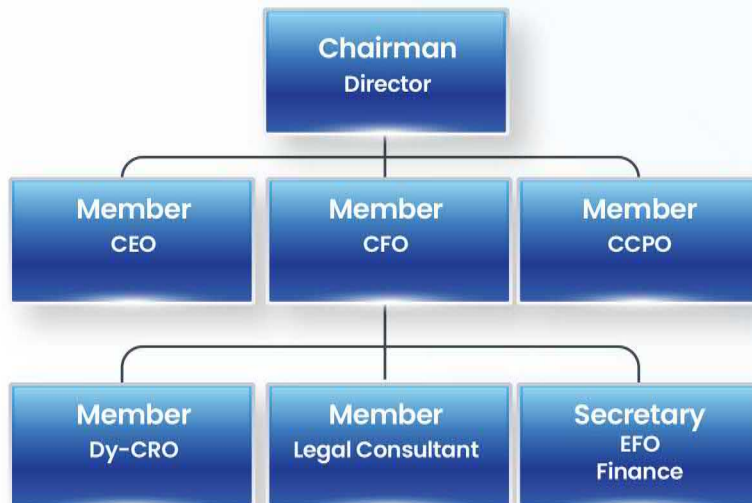 Chairman
Director
Member
CEO
Member
CFO
Member
CCPO
Member
Dy-CRO
Member
Legal Consultant
Secretary
EFO
Finance